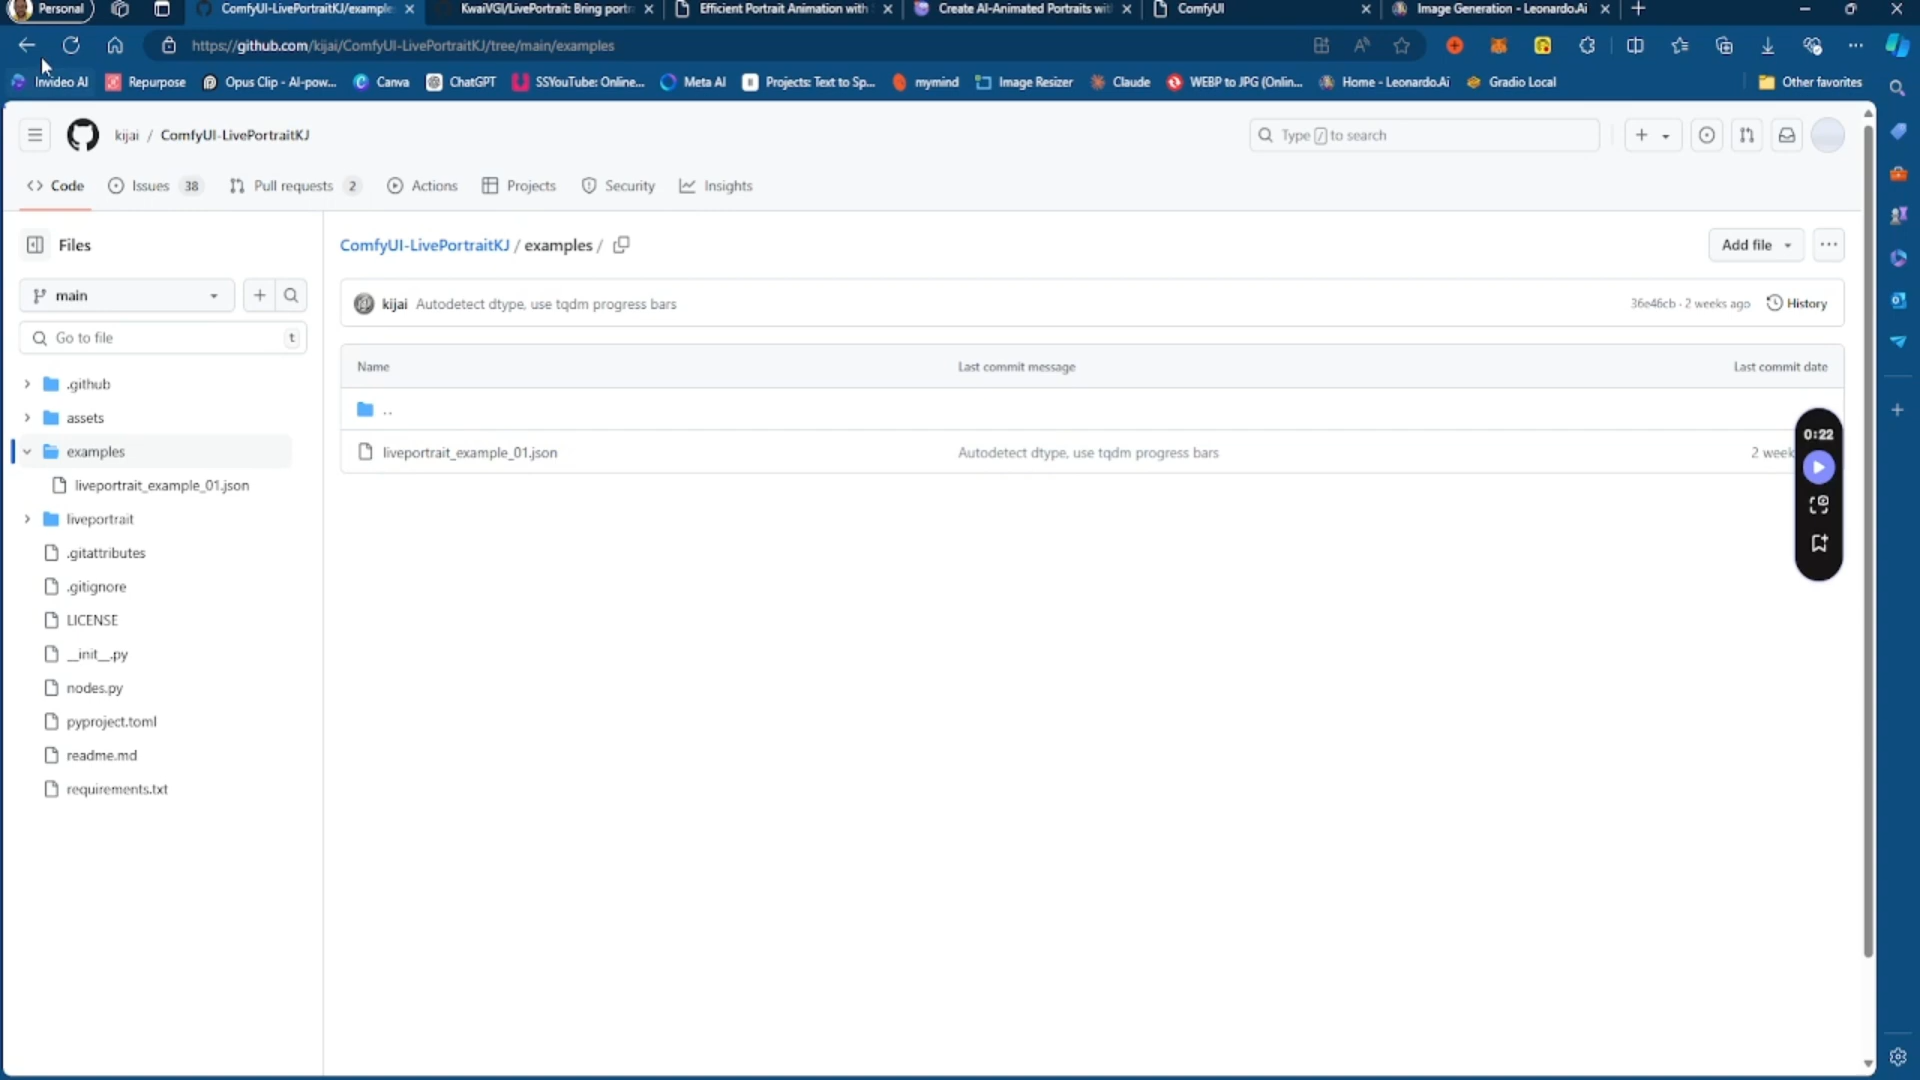 Personal
ComfyUI-LivePortraitKJ/example
KwaiVGI/LivePortrait: Bring portr
Efficient Portrait Animation with
Create AI-Animated Portraits wit
ComfyUI
Image Generation - Leonardo.Ai
https://github.com/kijai/ComfyUI-LivePortraitKJ/tree/main/examples
Invideo AI
Repurpose
Opus Clip - AI-pow...
Canva
ChatGPT
SSYouTube: Online...
Meta AI
Projects: Text to Sp...
mymind
Image Resizer
Claude
WEBP to JPG (Onlin...
Home - Leonardo.Ai
Gradio Local
Other favorites
kijai / ComfyUI-LivePortraitKJ
Type / to search
Code
Issues 38
Pull requests 2
Actions
Projects
Security
Insights
Files
ComfyUI-LivePortraitKJ / examples /
Add file
main
kijai Autodetect dtype, use tqdm progress bars
36e46cb · 2 weeks ago
History
Go to file
t
Name
Last commit message
Last commit date
.github
..
assets
0:22
examples
liveportrait_example_01.json
Autodetect dtype, use tqdm progress bars
2 week
liveportrait_example_01.json
liveportrait
.gitattributes
.gitignore
LICENSE
__init__.py
nodes.py
pyproject.toml
readme.md
requirements.txt